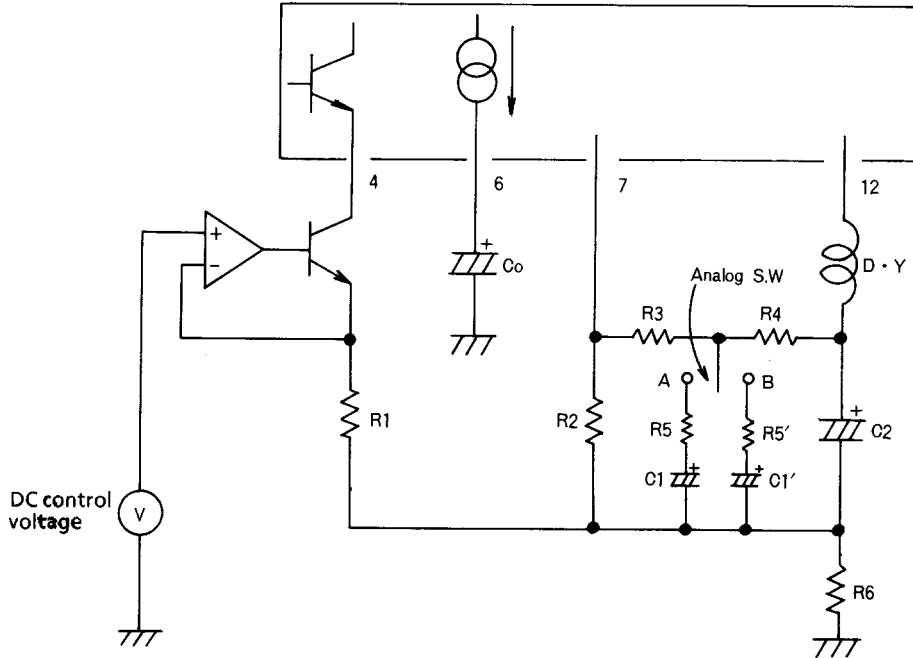 4
6
7
12
+
-
+
Co
D・Y
Analog S.W
R3
R4
A
B
R1
R2
R5
R5′
+
C2
C1
+
+
C1′
DC control
voltage
V
R6